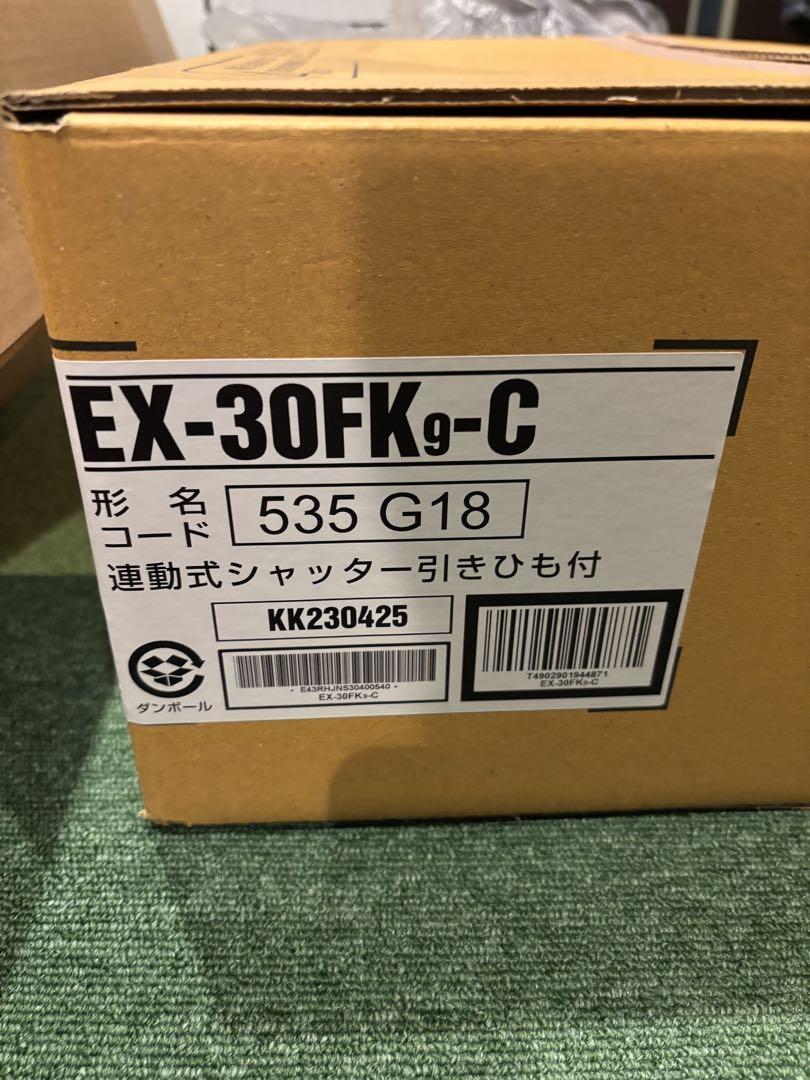 EX-30FK9-C
形名
コード
535 G18
連動式シャッター引きひも付
KK230425
E43RHJNS30400540
EX-30FK9-C
T4902901944871
EX-30FK9-C
ダンボール